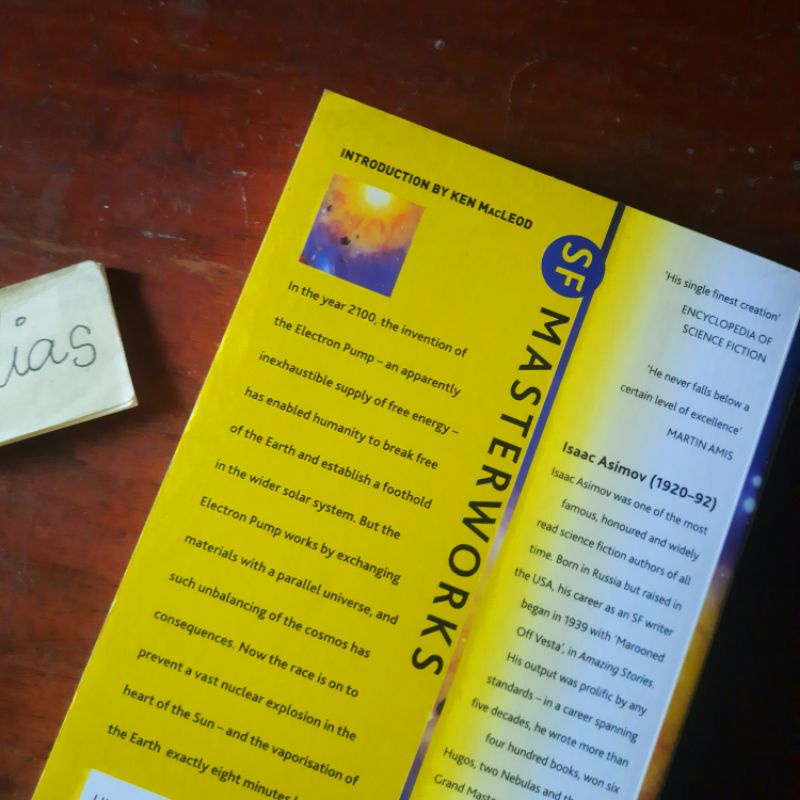 ias
INTRODUCTION BY KEN MACLEOD
In the year 2100, the invention of
the Electron Pump – an apparently
inexhaustible supply of free energy –
has enabled humanity to break free
of the Earth and establish a foothold
in the wider solar system. But the
Electron Pump works by exchanging
materials with a parallel universe, and
such unbalancing of the cosmos has
consequences. Now the race is on to
prevent a vast nuclear explosion in the
heart of the Sun – and the vaporisation of
the Earth exactly eight minutes
SF MASTERWORKS
'His single finest creation'
ENCYCLOPEDIA OF
SCIENCE FICTION
'He never falls below a
certain level of excellence'
MARTIN AMIS
Isaac Asimov (1920–92)
Isaac Asimov was one of the most
famous, honoured and widely
read science fiction authors of all
time. Born in Russia but raised in
the USA, his career as an SF writer
began in 1939 with 'Marooned
Off Vesta', in Amazing Stories.
His output was prolific by any
standards – in a career spanning
five decades, he wrote more than
four hundred books, won six
Hugos, two Nebulas and
Grand